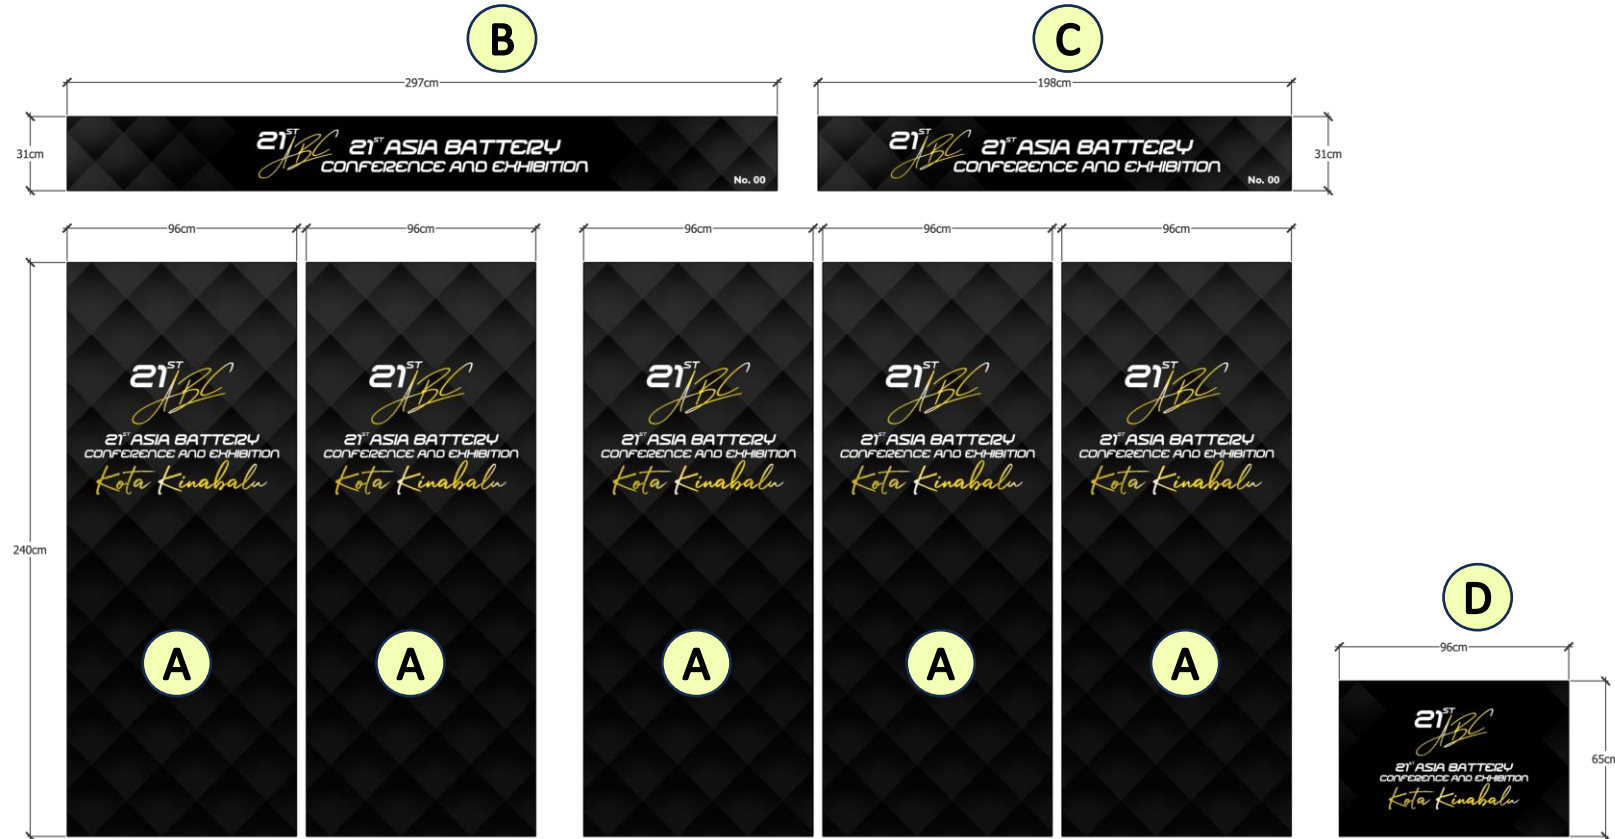 B
C
297cm
198cm
31cm
21ST ABC
21ST ASIA BATTERY
CONFERENCE AND EXHIBITION
No. 00
21ST ABC
21ST ASIA BATTERY
CONFERENCE AND EXHIBITION
No. 00
31cm
96cm
96cm
96cm
96cm
96cm
240cm
21ST ABC
21ST ASIA BATTERY
CONFERENCE AND EXHIBITION
Kota Kinabalu
A
21ST ABC
21ST ASIA BATTERY
CONFERENCE AND EXHIBITION
Kota Kinabalu
A
21ST ABC
21ST ASIA BATTERY
CONFERENCE AND EXHIBITION
Kota Kinabalu
A
21ST ABC
21ST ASIA BATTERY
CONFERENCE AND EXHIBITION
Kota Kinabalu
A
21ST ABC
21ST ASIA BATTERY
CONFERENCE AND EXHIBITION
Kota Kinabalu
A
D
96cm
65cm
21ST ABC
21ST ASIA BATTERY
CONFERENCE AND EXHIBITION
Kota Kinabalu